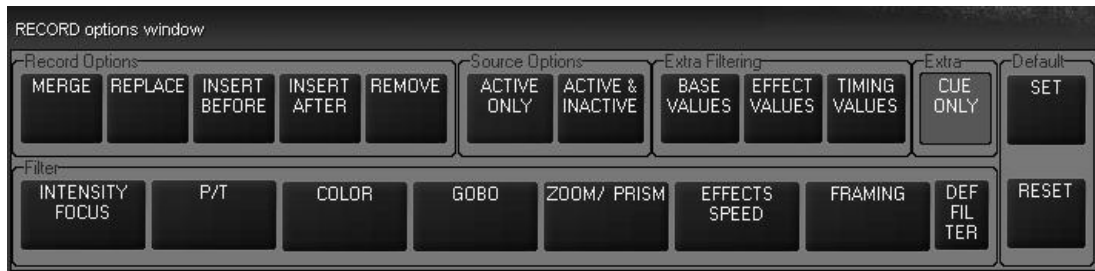 RECORD options window
Record Options Source Options Extra Filtering Extra Default
MERGE REPLACE INSERT INSERT REMOVE ACTIVE ACTIVE & BASE EFFECT TIMING CUE SET
BEFORE AFTER ONLY INACTIVE VALUES VALUES VALUES ONLY
Filter
INTENSITY P/T COLOR GOBO ZOOM/ PRISM EFFECTS FRAMING DEF RESET
FOCUS SPEED FIL
TER